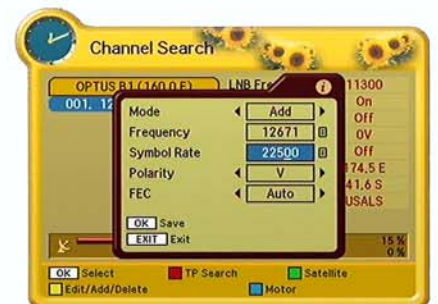 Channel Search
OPTUS B1 (160.0 E)
LNB Fre
11300
001. 12
On
Off
0V
Off
174,5 E
41,6 S
USALS
Mode Add
Frequency 12671
Symbol Rate 22500
Polarity V
FEC Auto
OK Save
EXIT Exit
15 %
0 %
OK Select
TP Search
Satellite
Edit/Add/Delete
Motor